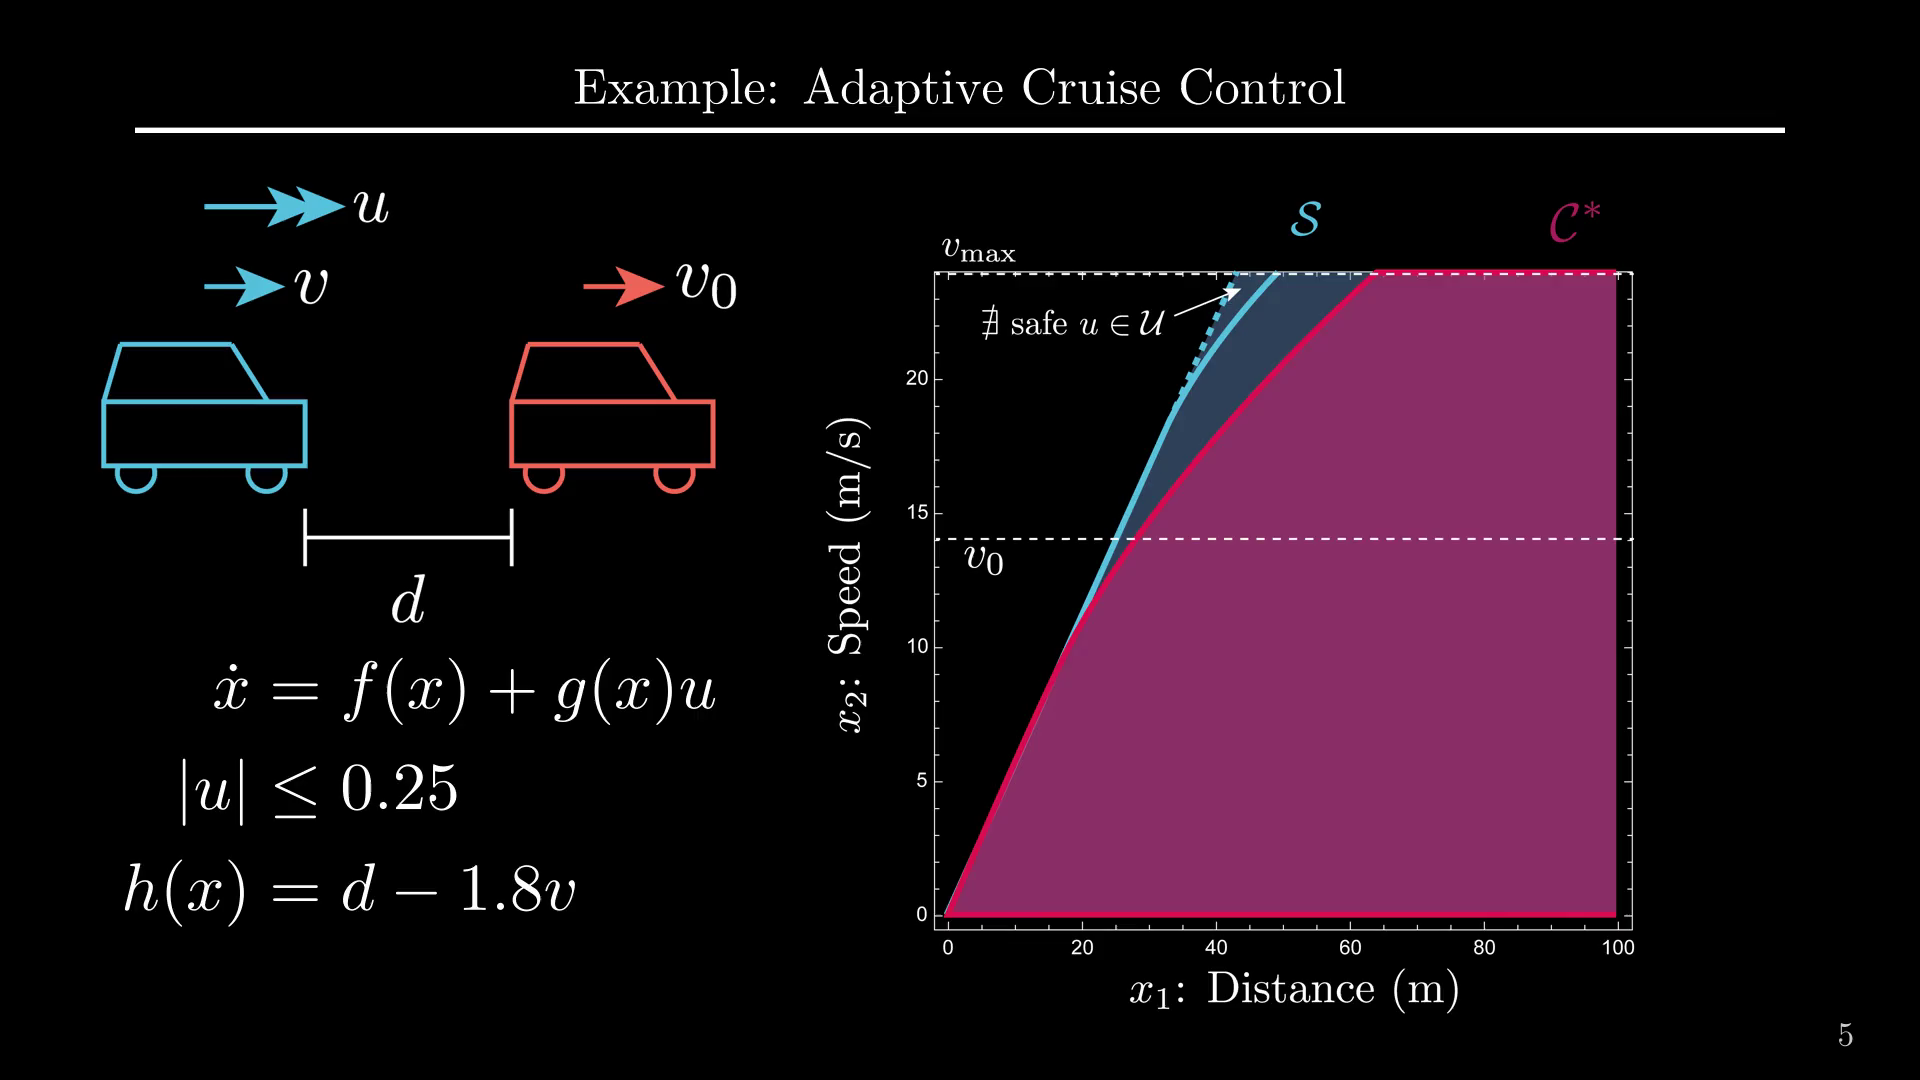 Example: Adaptive Cruise Control
u
v
v₀
d
ẋ = f(x) + g(x)u
|u| ≤ 0.25
h(x) = d − 1.8v
𝒮
𝒞*
v_max
∄ safe u ∈ 𝒰
v₀
x₂: Speed (m/s)
20
15
10
5
0
0 20 40 60 80 100
x₁: Distance (m)
5